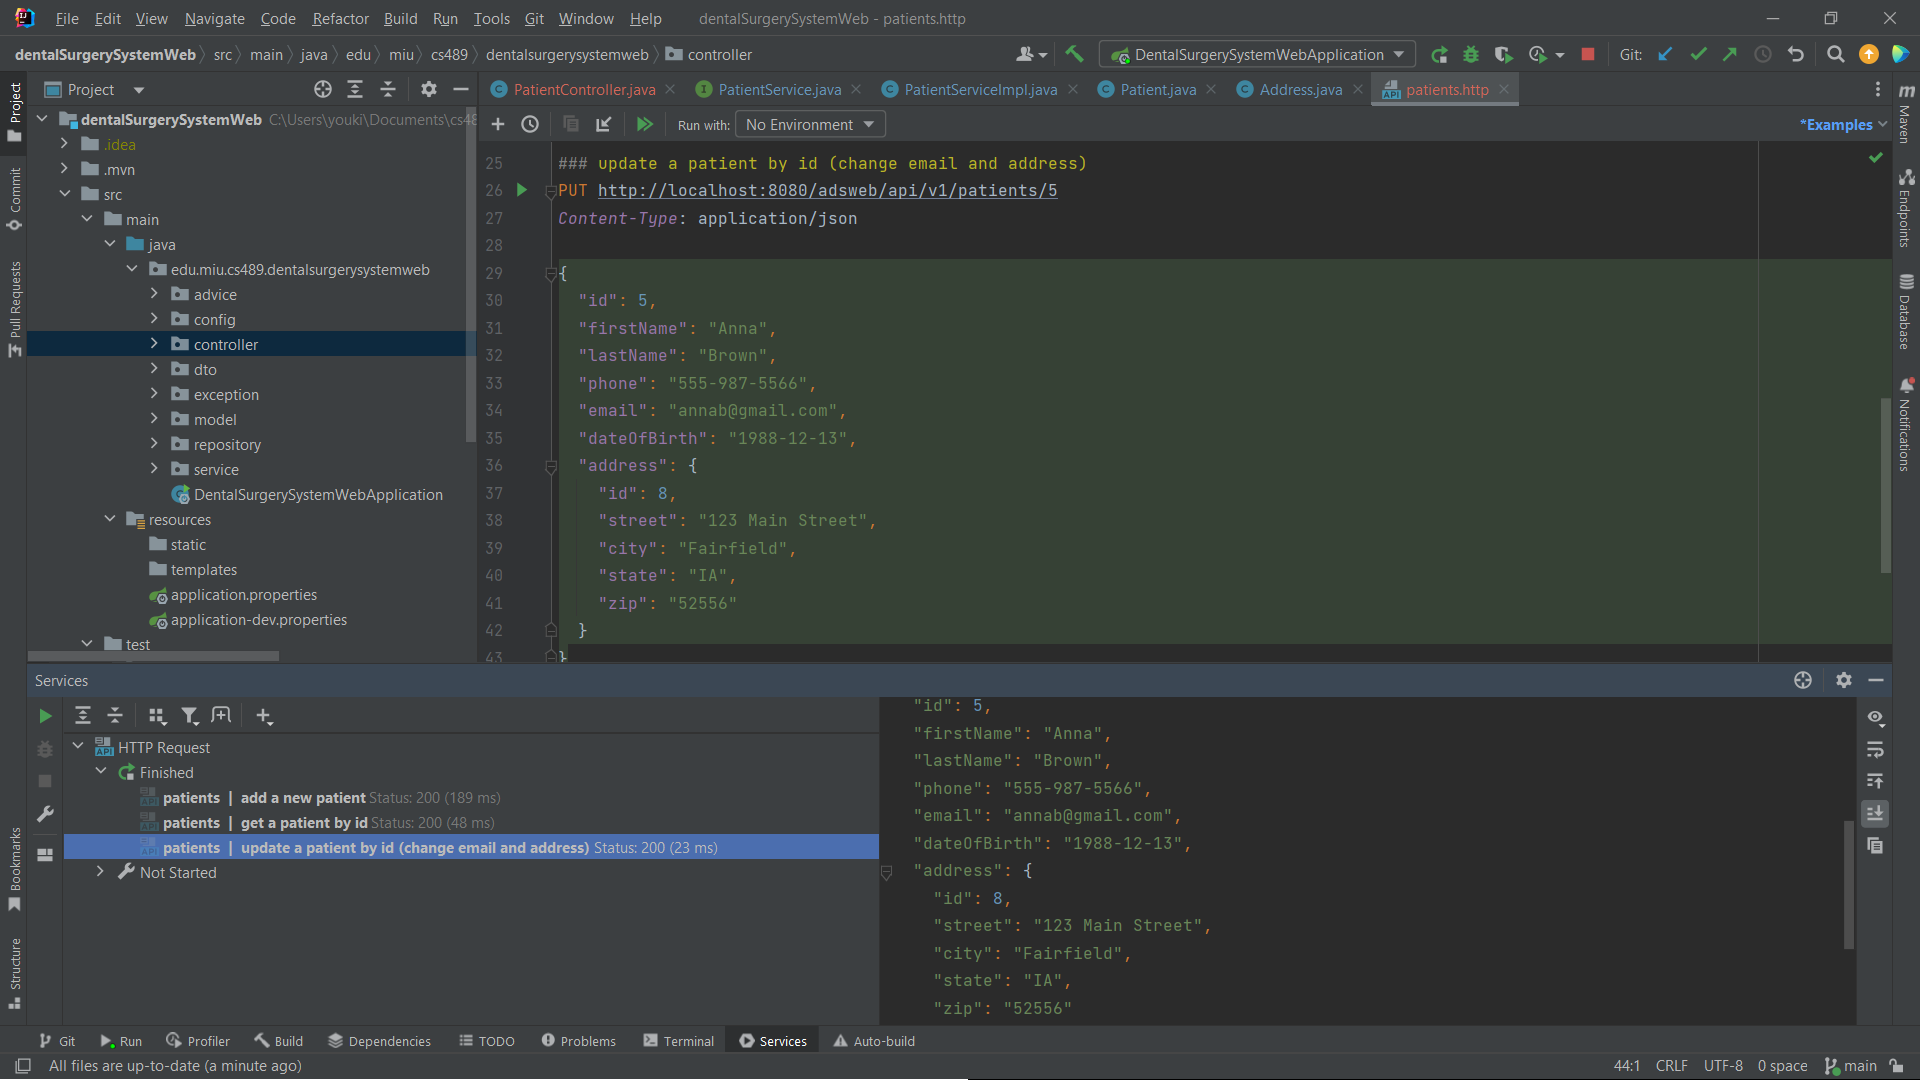 File Edit View Navigate Code Refactor Build Run Tools Git Window Help dentalSurgerySystemWeb - patients.http
dentalSurgerySystemWeb src main java edu miu cs489 dentalsurgerysystemweb controller DentalSurgerySystemWebApplication Git:
Project
PatientController.java PatientService.java PatientServiceImpl.java Patient.java Address.java patients.http
Run with: No Environment *Examples
dentalSurgerySystemWeb C:\Users\youki\Documents\cs48
.idea
.mvn
src
main
java
edu.miu.cs489.dentalsurgerysystemweb
advice
config
controller
dto
exception
model
repository
service
DentalSurgerySystemWebApplication
resources
static
templates
application.properties
application-dev.properties
test
25 ### update a patient by id (change email and address)
26 PUT http://localhost:8080/adsweb/api/v1/patients/5
27 Content-Type: application/json
28
29 {
30 "id": 5,
31 "firstName": "Anna",
32 "lastName": "Brown",
33 "phone": "555-987-5566",
34 "email": "annab@gmail.com",
35 "dateOfBirth": "1988-12-13",
36 "address": {
37 "id": 8,
38 "street": "123 Main Street",
39 "city": "Fairfield",
40 "state": "IA",
41 "zip": "52556"
42 }
43 }
Project
Commit
Pull Requests
Bookmarks
Structure
Maven
Endpoints
Database
Notifications
Services
HTTP Request
Finished
patients | add a new patient Status: 200 (189 ms)
patients | get a patient by id Status: 200 (48 ms)
patients | update a patient by id (change email and address) Status: 200 (23 ms)
Not Started
"id": 5,
"firstName": "Anna",
"lastName": "Brown",
"phone": "555-987-5566",
"email": "annab@gmail.com",
"dateOfBirth": "1988-12-13",
"address": {
"id": 8,
"street": "123 Main Street",
"city": "Fairfield",
"state": "IA",
"zip": "52556"
Git Run Profiler Build Dependencies TODO Problems Terminal Services Auto-build
All files are up-to-date (a minute ago) 44:1 CRLF UTF-8 0 space main